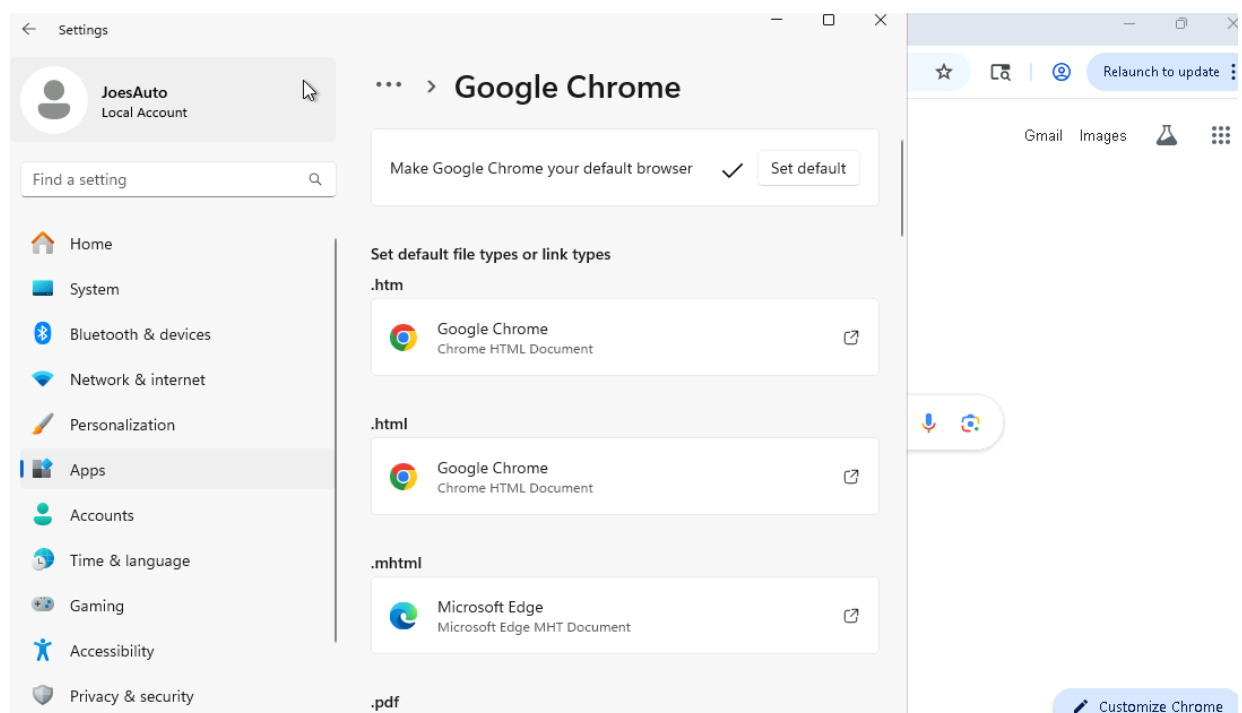 Settings
JoesAuto
Local Account
Find a setting
Home
System
Bluetooth & devices
Network & internet
Personalization
Apps
Accounts
Time & language
Gaming
Accessibility
Privacy & security
··· > Google Chrome
Make Google Chrome your default browser
Set default
Set default file types or link types
.htm
Google Chrome
Chrome HTML Document
.html
Google Chrome
Chrome HTML Document
.mhtml
Microsoft Edge
Microsoft Edge MHT Document
.pdf
Relaunch to update
Gmail Images
Customize Chrome